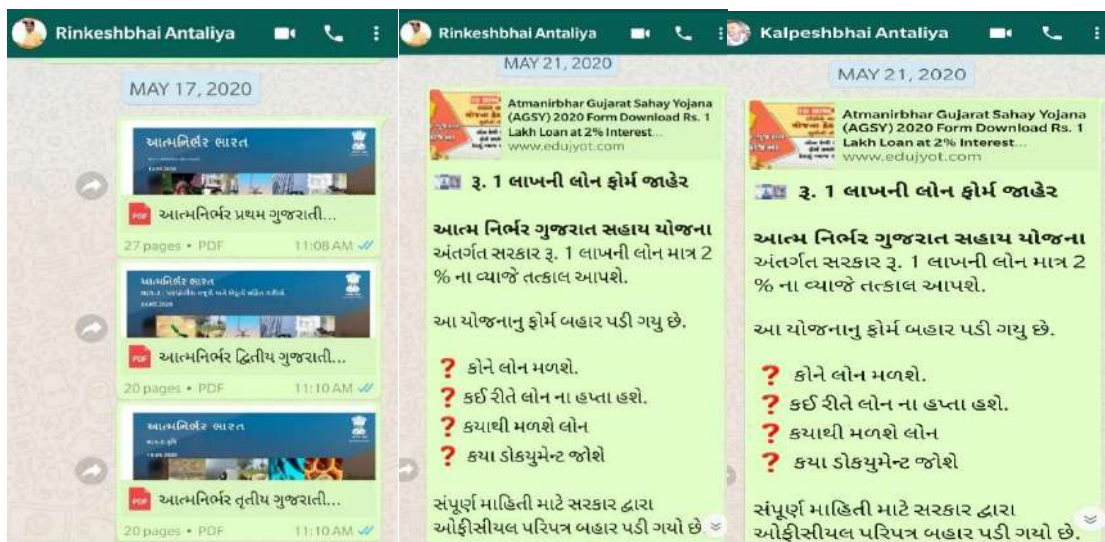 Rinkeshbhai Antaliya
MAY 17, 2020
આત્મનિર્ભર ભારત
PDF આત્મનિર્ભર પ્રથમ ગુજરાતી...
27 pages • PDF 11:08 AM
આત્મનિર્ભર ભારત
PDF આત્મનિર્ભર દ્વિતીય ગુજરાતી...
20 pages • PDF 11:10 AM
આત્મનિર્ભર ભારત
PDF આત્મનિર્ભર તૃતીય ગુજરાતી...
20 pages • PDF 11:10 AM
Rinkeshbhai Antaliya
MAY 21, 2020
Atmanirbhar Gujarat Sahay Yojana
(AGSY) 2020 Form Download Rs. 1
Lakh Loan at 2% Interest...
www.edujyot.com
રૂ. 1 લાખની લોન ફોર્મ જાહેર
આત્મ નિર્ભર ગુજરાત સહાય યોજના
અંતર્ગત સરકાર રૂ. 1 લાખની લોન માત્ર 2
% ના વ્યાજે તત્કાલ આપશે.
આ યોજનાનુ ફોર્મ બહાર પડી ગયુ છે.
❓ કોને લોન મળશે.
❓ કઈ રીતે લોન ના હપ્તા હશે.
❓ કયાથી મળશે લોન
❓ કયા ડોકયુમેન્ટ જોશે
સંપૂર્ણ માહિતી માટે સરકાર દ્વારા
ઓફીસીયલ પરિપત્ર બહાર પડી ગયો છે
Kalpeshbhai Antaliya
MAY 21, 2020
Atmanirbhar Gujarat Sahay Yojana
(AGSY) 2020 Form Download Rs. 1
Lakh Loan at 2% Interest...
www.edujyot.com
રૂ. 1 લાખની લોન ફોર્મ જાહેર
આત્મ નિર્ભર ગુજરાત સહાય યોજના
અંતર્ગત સરકાર રૂ. 1 લાખની લોન માત્ર 2
% ના વ્યાજે તત્કાલ આપશે.
આ યોજનાનુ ફોર્મ બહાર પડી ગયુ છે.
❓ કોને લોન મળશે.
❓ કઈ રીતે લોન ના હપ્તા હશે.
❓ કયાથી મળશે લોન
❓ કયા ડોકયુમેન્ટ જોશે
સંપૂર્ણ માહિતી માટે સરકાર દ્વારા
ઓફીસીયલ પરિપત્ર બહાર પડી ગયો છે.